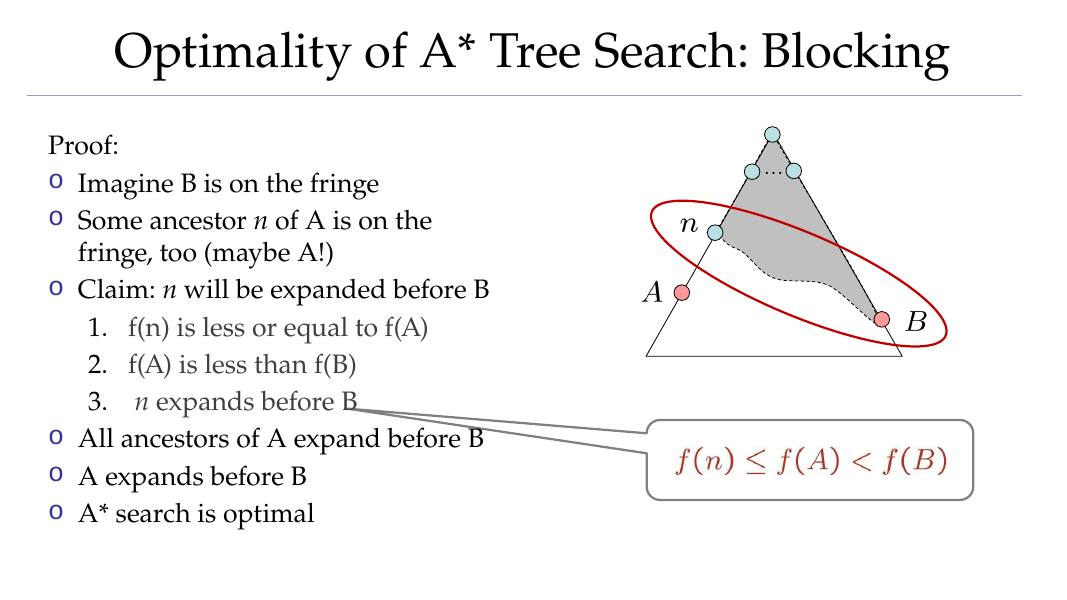 Optimality of A* Tree Search: Blocking
Proof:
o Imagine B is on the fringe
o Some ancestor n of A is on the
fringe, too (maybe A!)
o Claim: n will be expanded before B
1. f(n) is less or equal to f(A)
2. f(A) is less than f(B)
3. n expands before B
o All ancestors of A expand before B
o A expands before B
o A* search is optimal
...
n
A
B
f(n) ≤ f(A) < f(B)